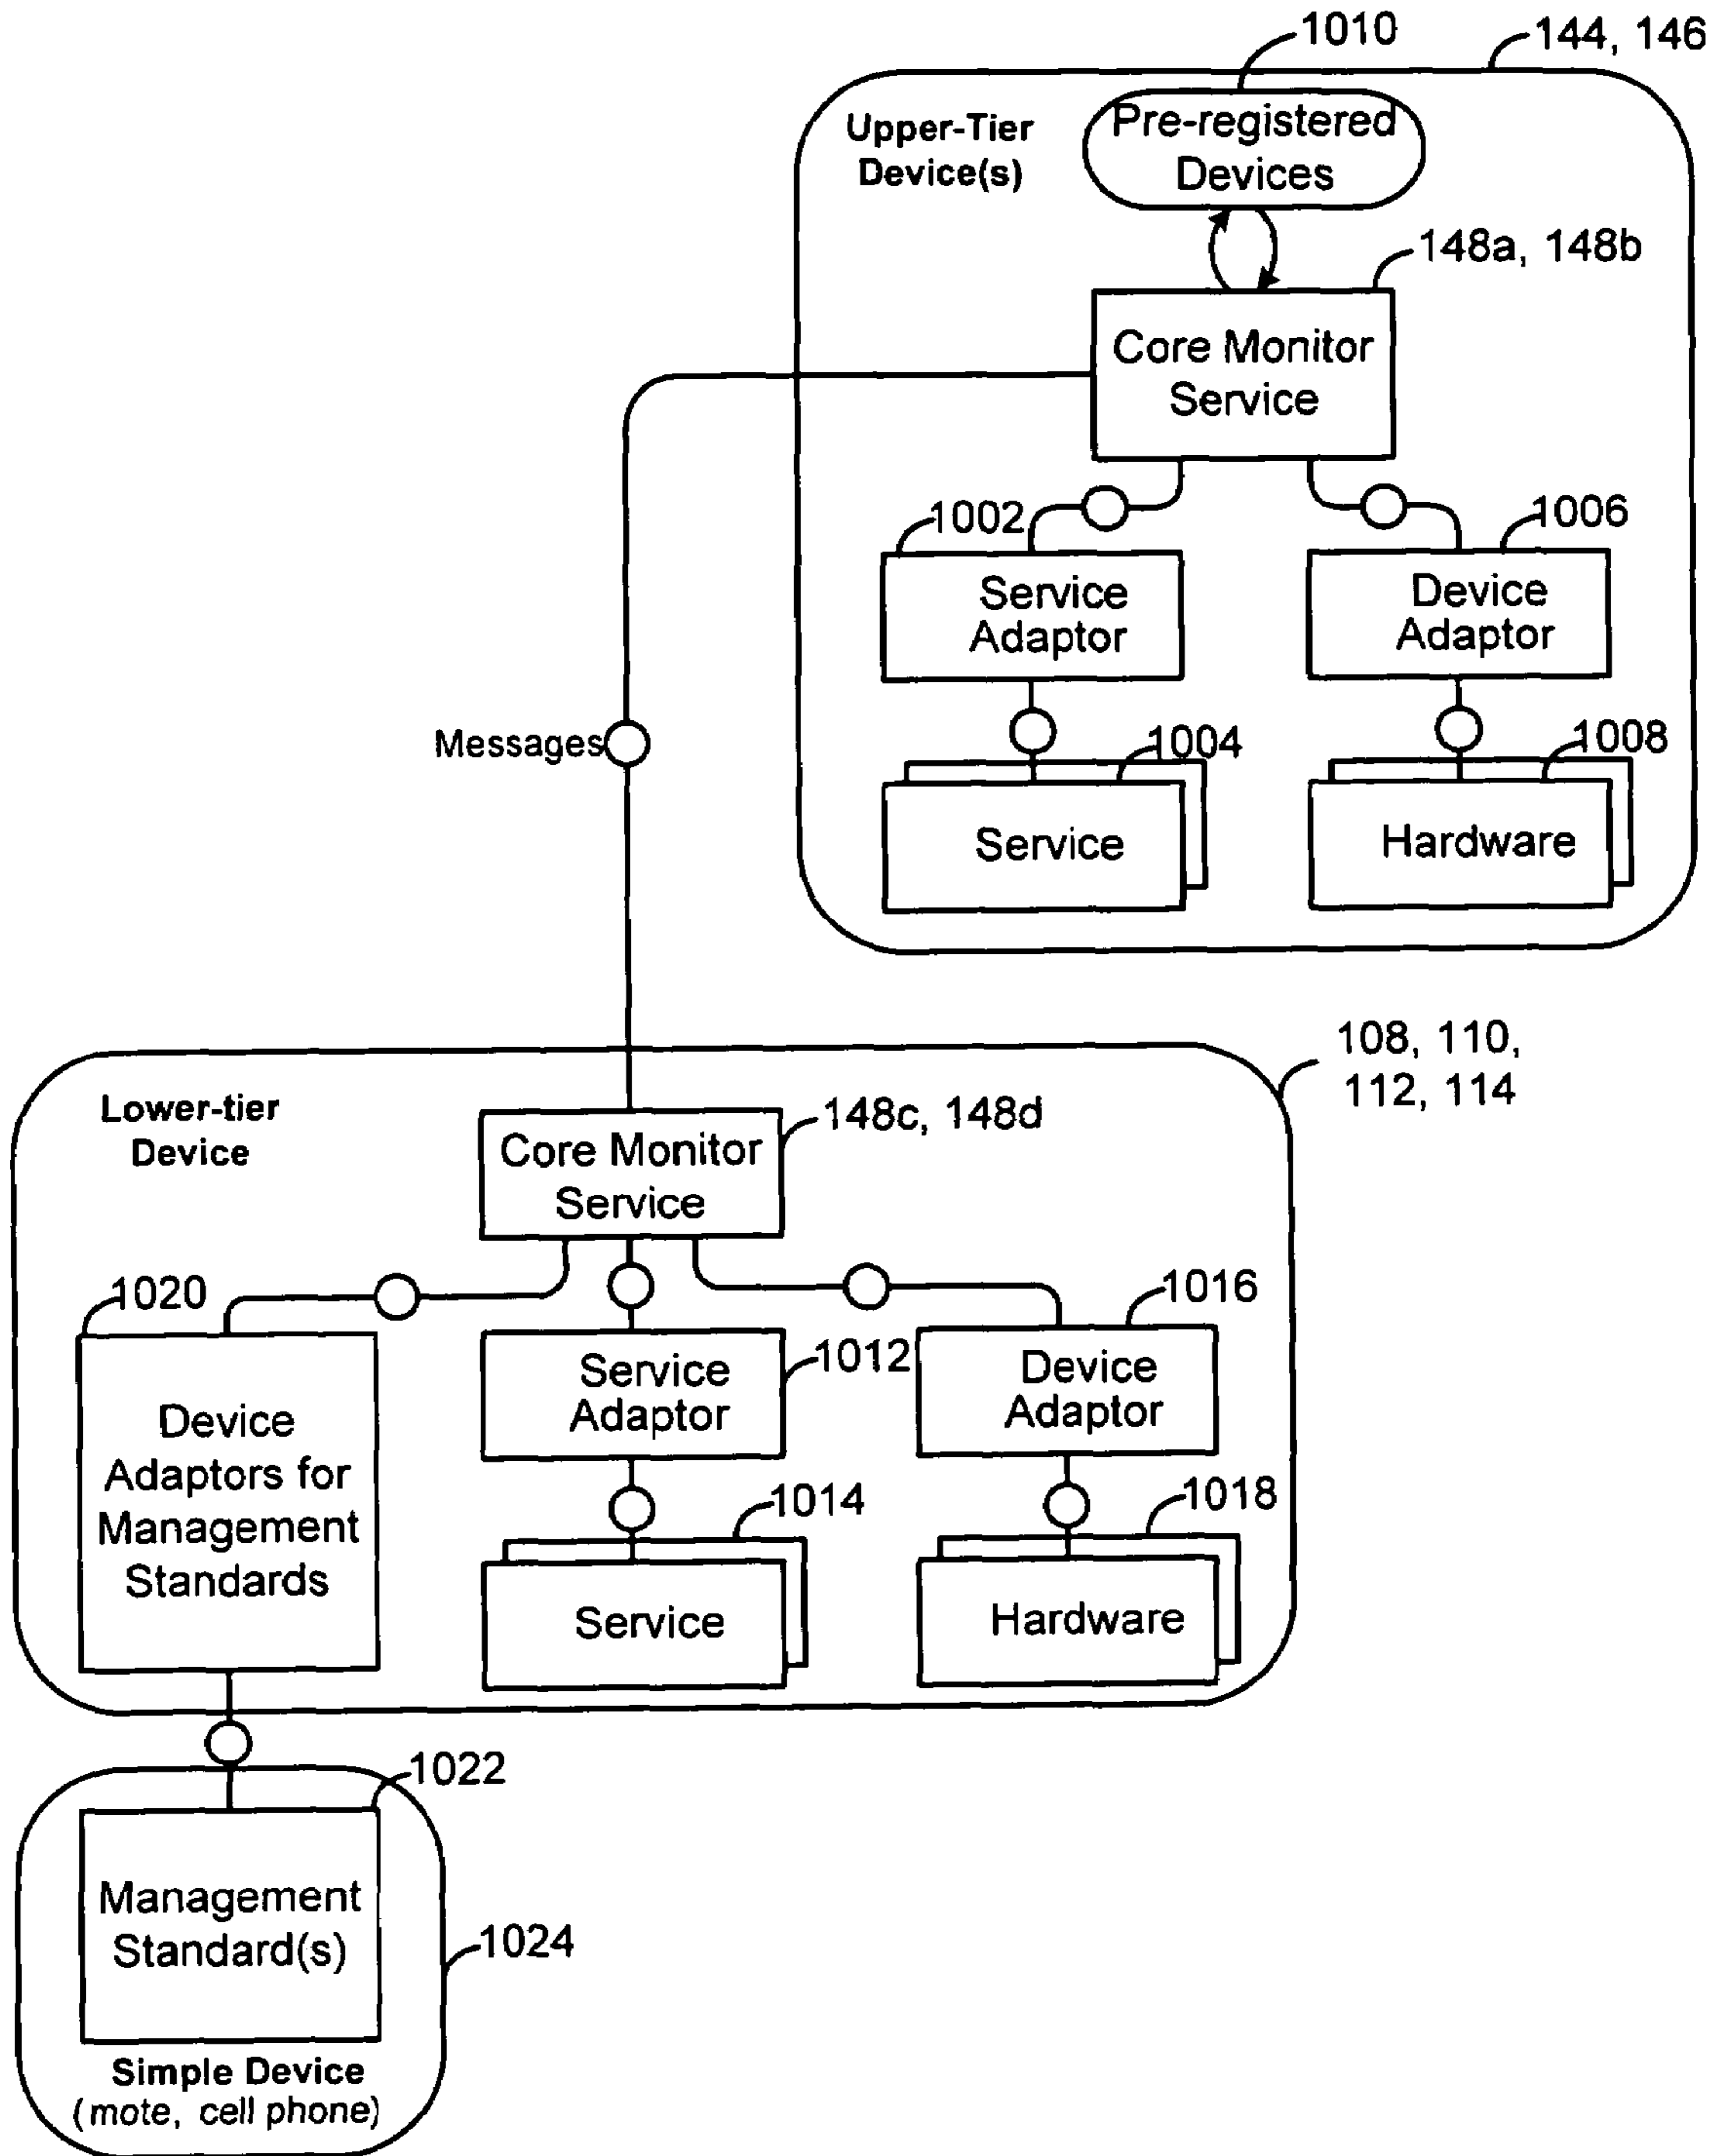 1010
144, 146
Upper-Tier
Device(s)
Pre-registered
Devices
148a, 148b
Core Monitor
Service
1002
1006
Service
Adaptor
Device
Adaptor
Messages
1004
1008
Service
Hardware
108, 110,
112, 114
Lower-tier
Device
148c, 148d
Core Monitor
Service
1020
1016
Device
Adaptors for
Management
Standards
Service
Adaptor
1012
Device
Adaptor
1014
1018
Service
Hardware
1022
Management
Standard(s)
1024
Simple Device
(mote, cell phone)